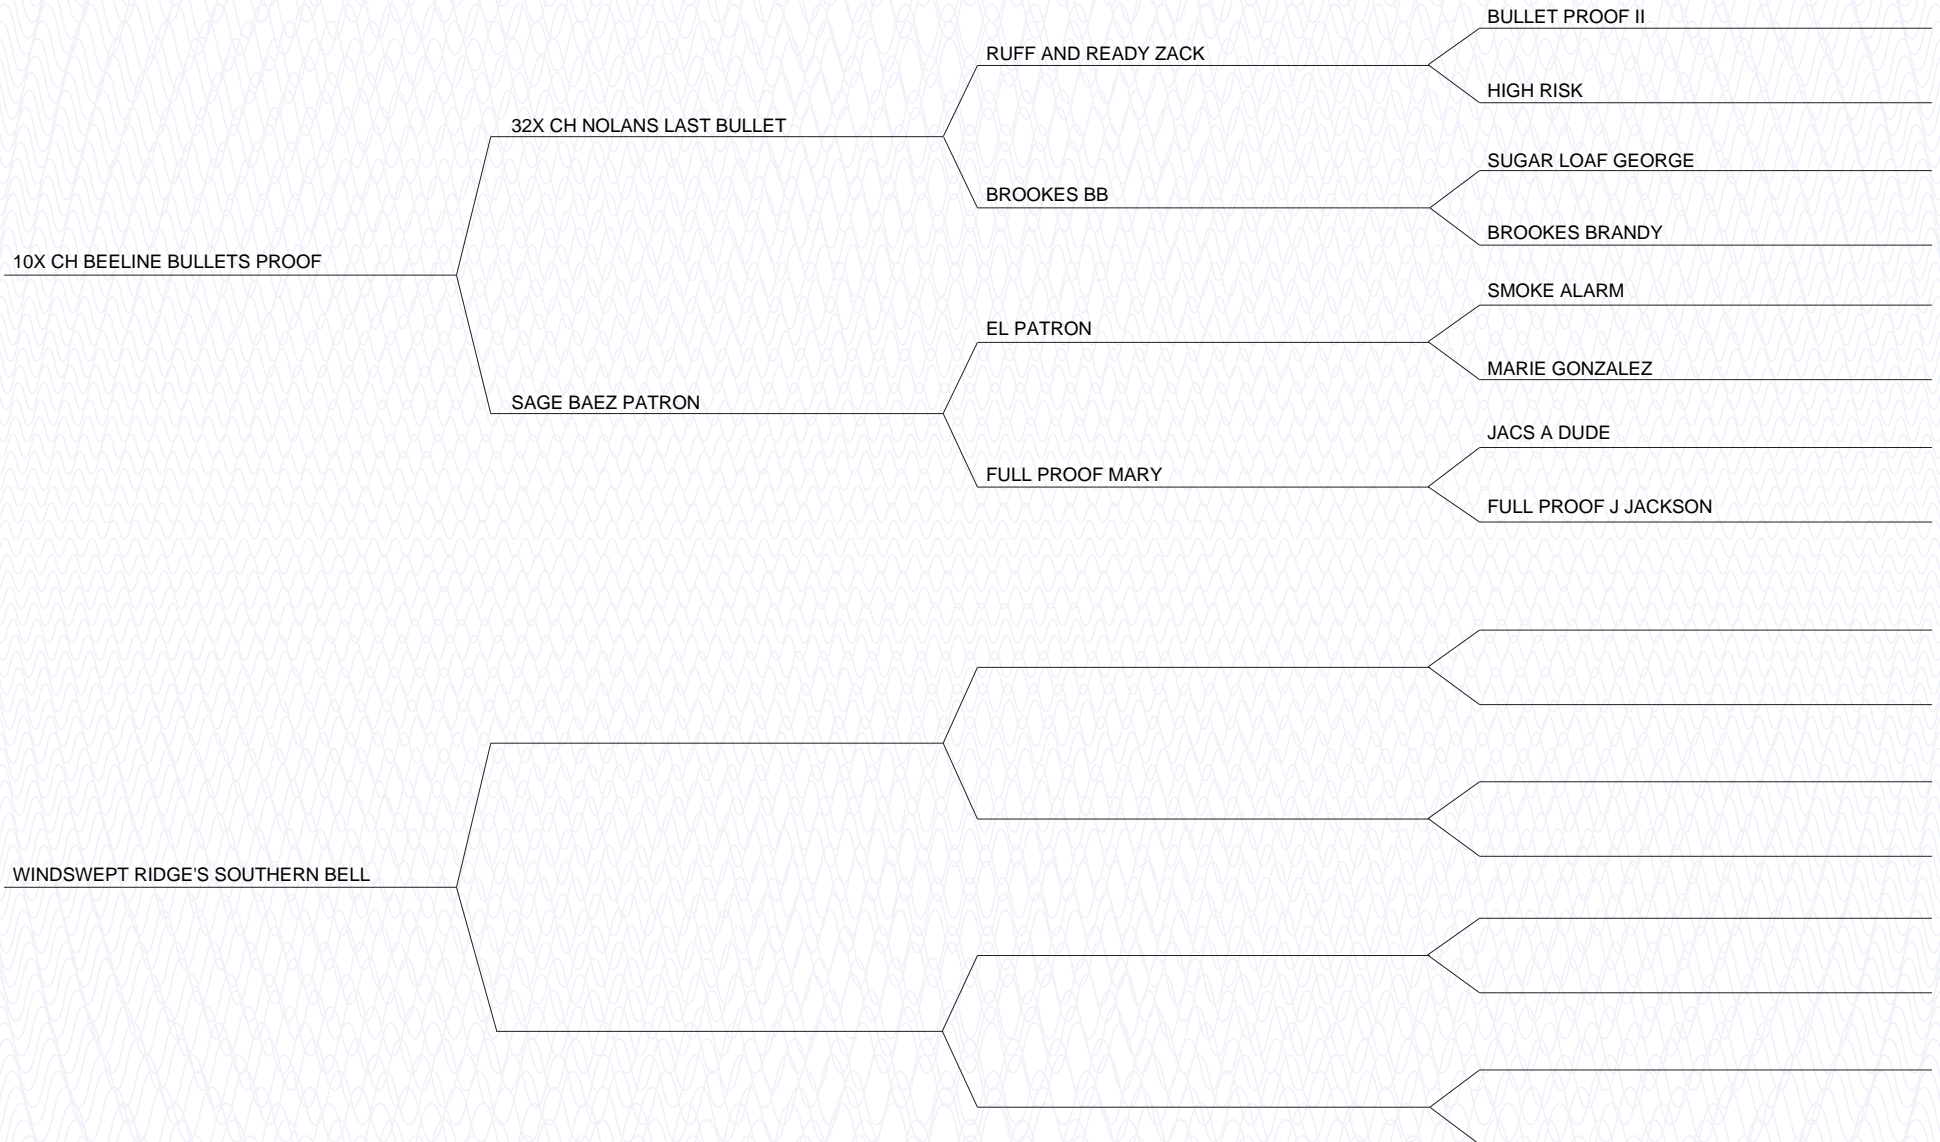 BULLET PROOF II
RUFF AND READY ZACK
HIGH RISK
32X CH NOLANS LAST BULLET
SUGAR LOAF GEORGE
BROOKES BB
BROOKES BRANDY
10X CH BEELINE BULLETS PROOF
SMOKE ALARM
EL PATRON
MARIE GONZALEZ
SAGE BAEZ PATRON
JACS A DUDE
FULL PROOF MARY
FULL PROOF J JACKSON
WINDSWEPT RIDGE'S SOUTHERN BELL